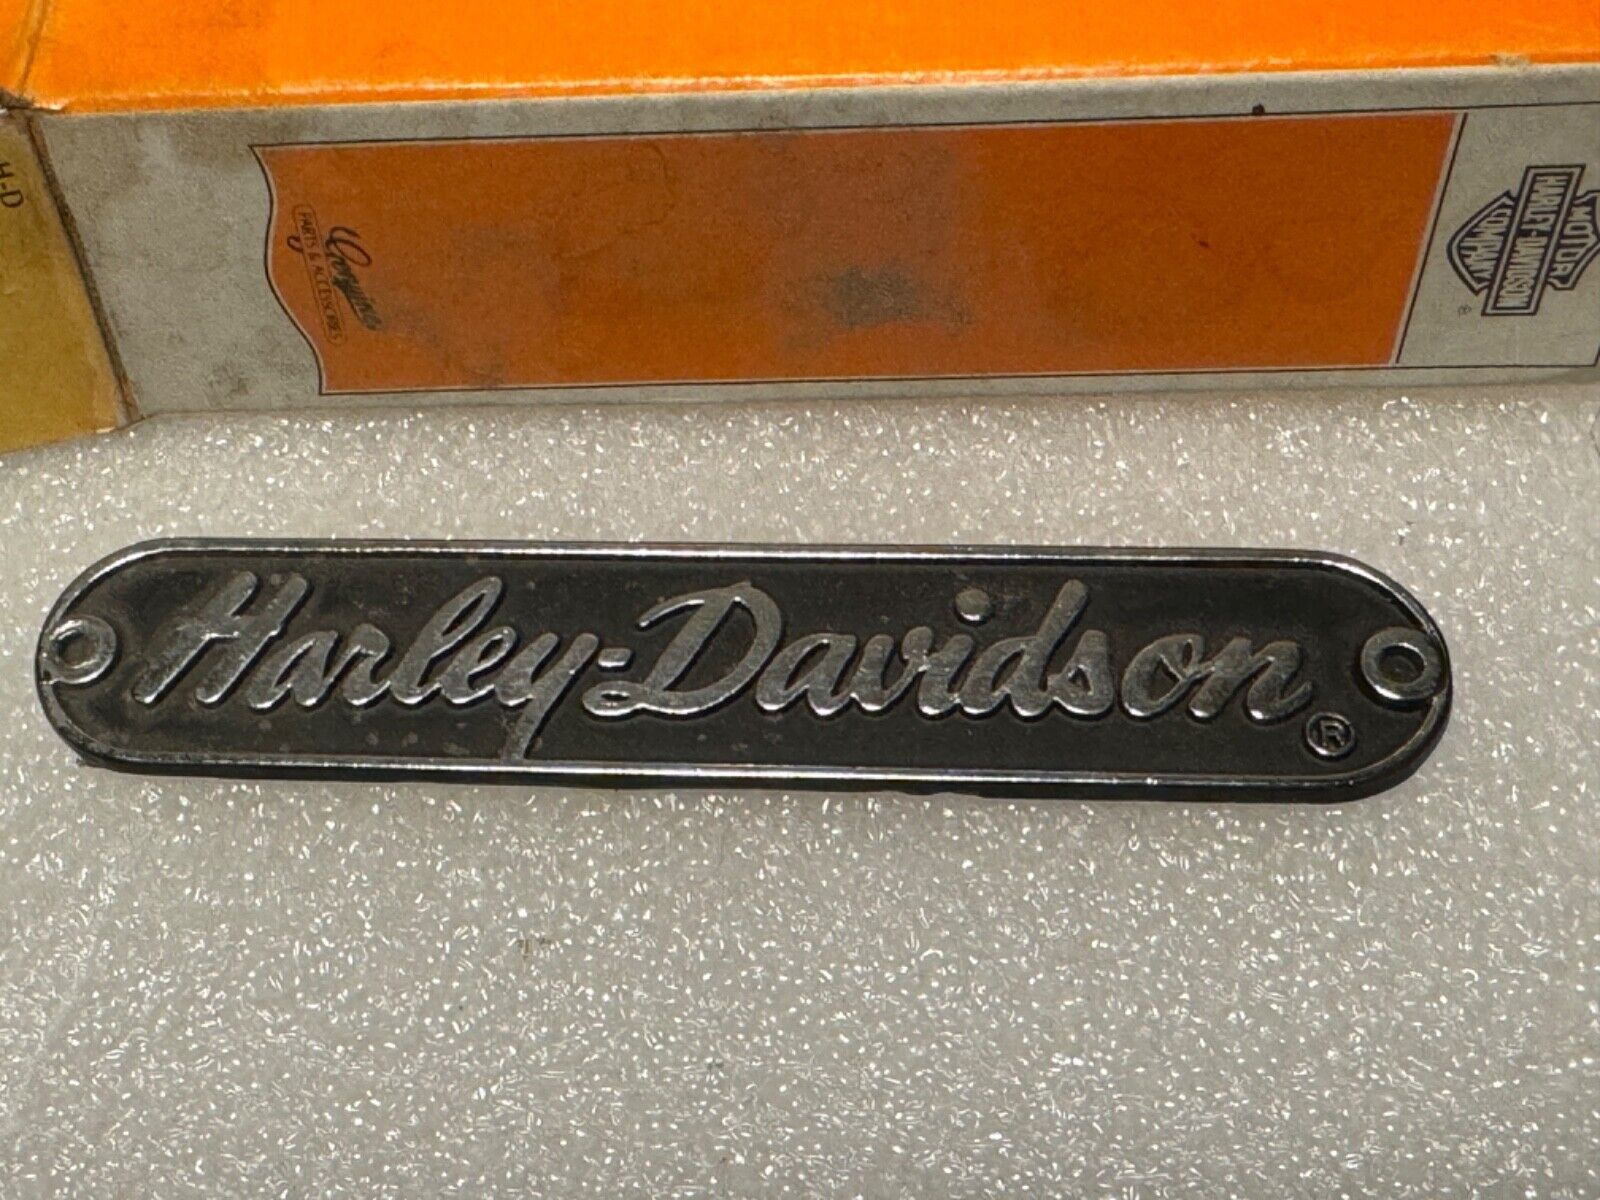 H-D
Genuine
PARTS & ACCESSORIES
MOTOR
HARLEY-DAVIDSON
COMPANY
®
Harley-Davidson
®